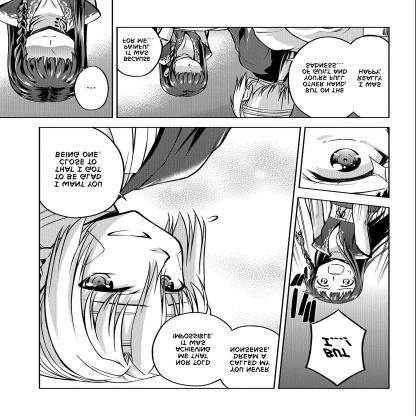 BUT
I...!
YOU NEVER
CALLED MY
DREAM A
NONSENSE,
NOR TOLD
ME THAT
ACHIEVING
IT WAS
IMPOSSIBLE.
I WANT YOU
TO BE GLAD
THAT I GOT
CLOSE TO
BEING ONE.
I WAS
REALLY
HAPPY,
BUT ON THE
OTHER HAND,
YOU'RE FULL
OF GUILT AND
SADNESS...
BECAUSE
IT WAS
PAINFUL
FOR ME...
...